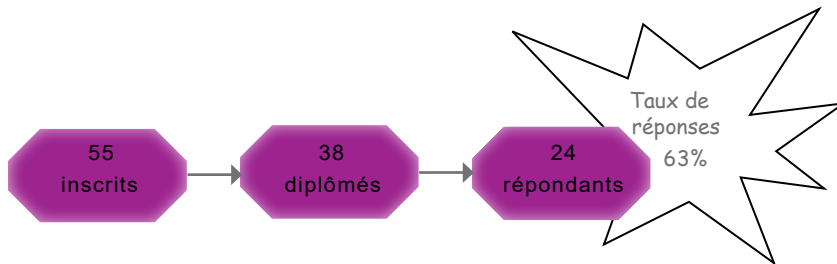 55
inscrits
38
diplômés
24
répondants
Taux de
réponses
63%